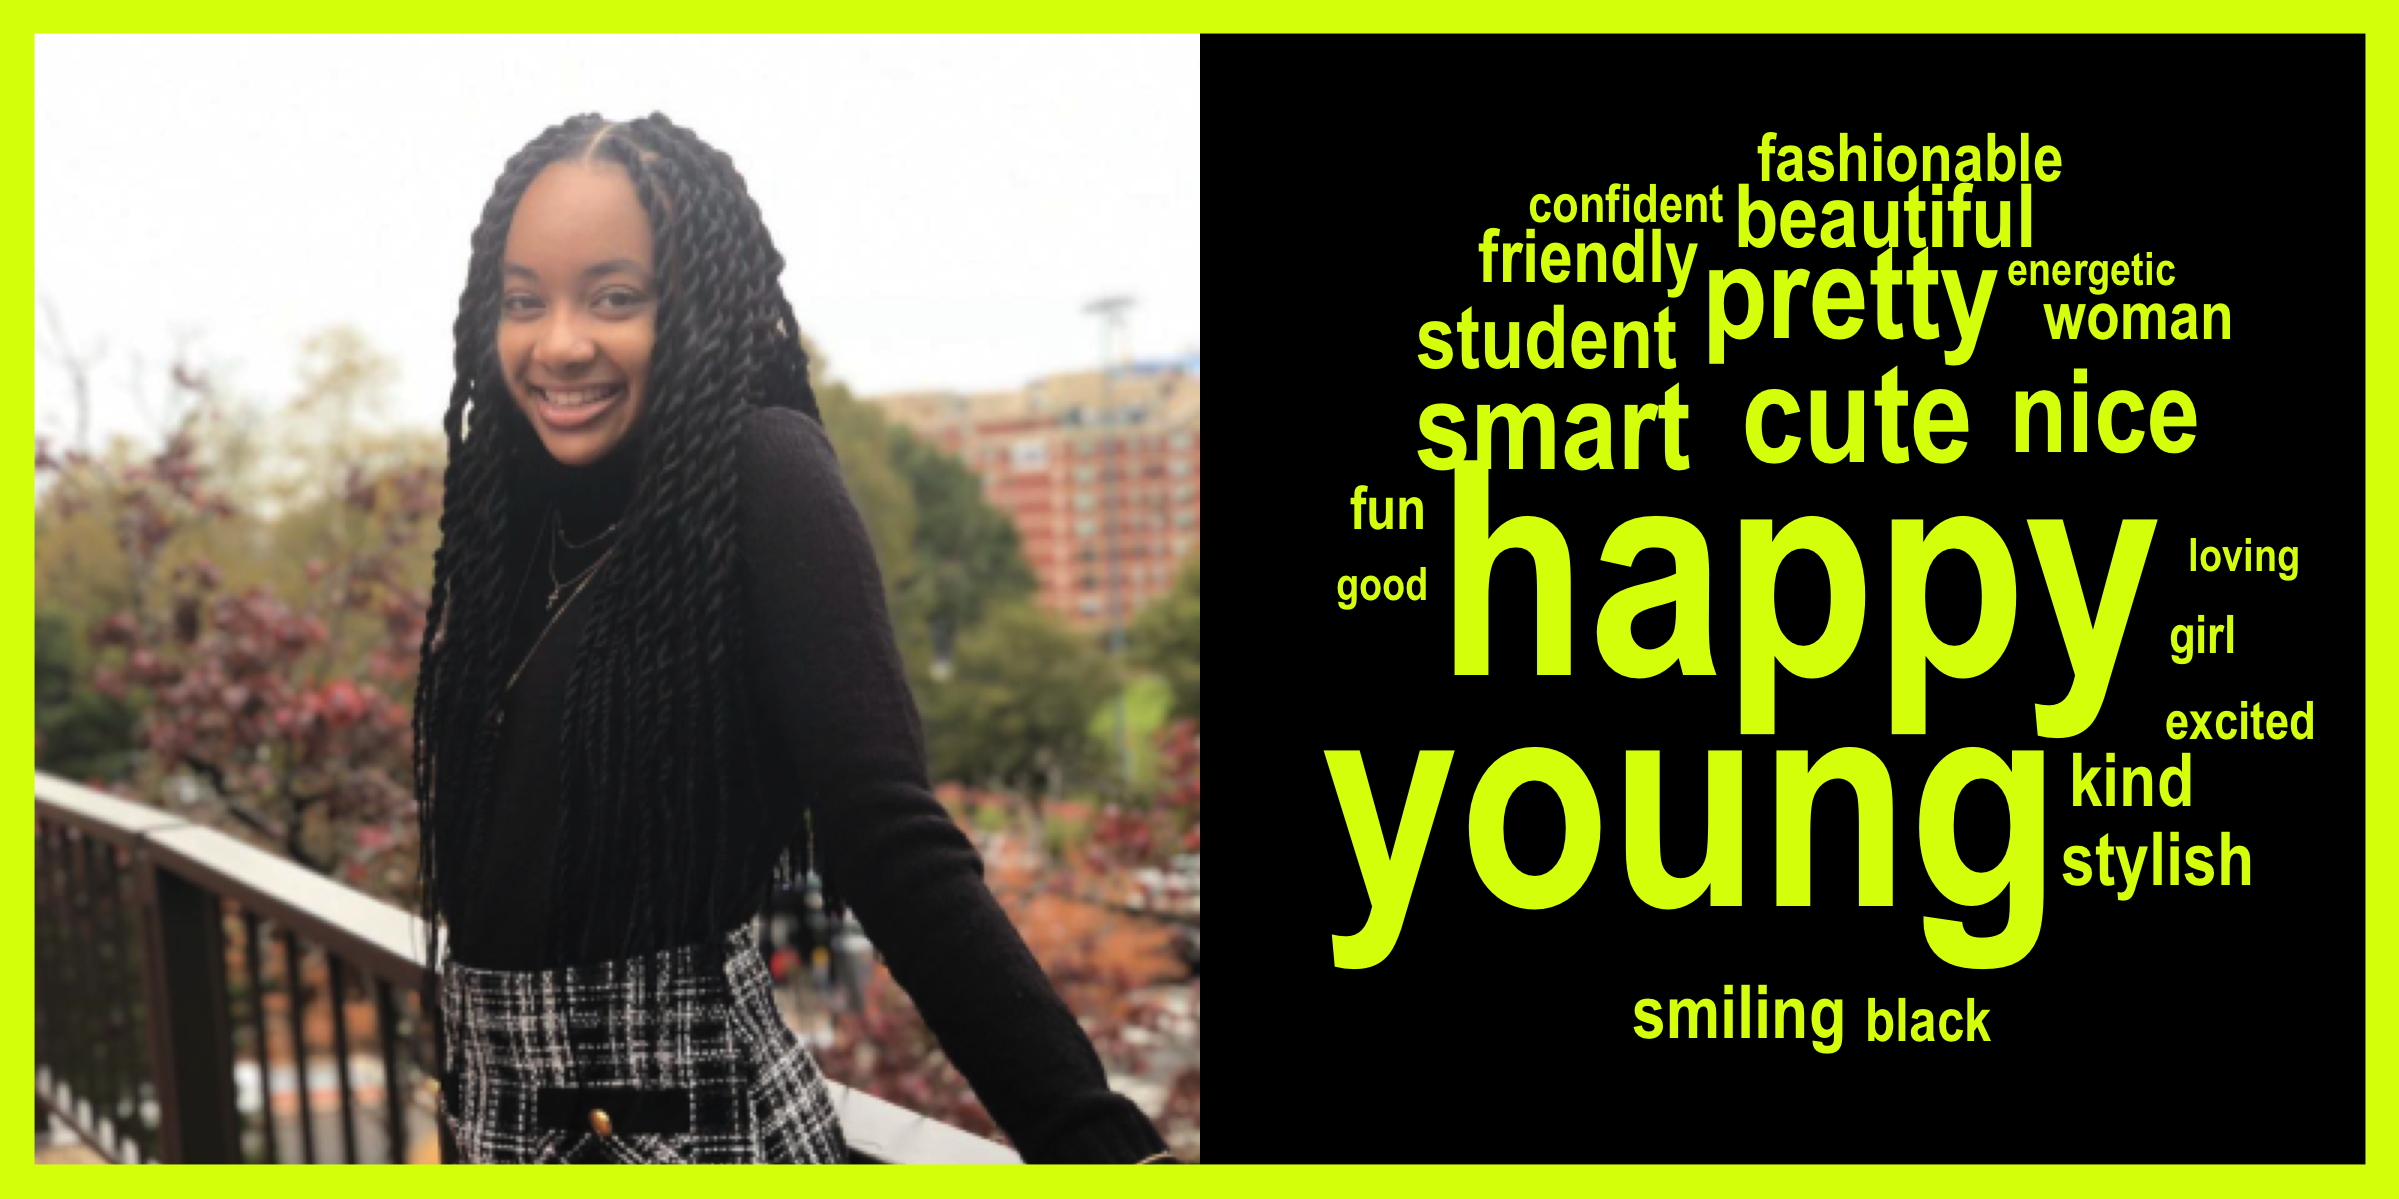 fashionable
confident beautiful
friendly pretty energetic
student woman
smart cute nice
fun happy loving
good girl
excited
young kind
stylish
smiling black